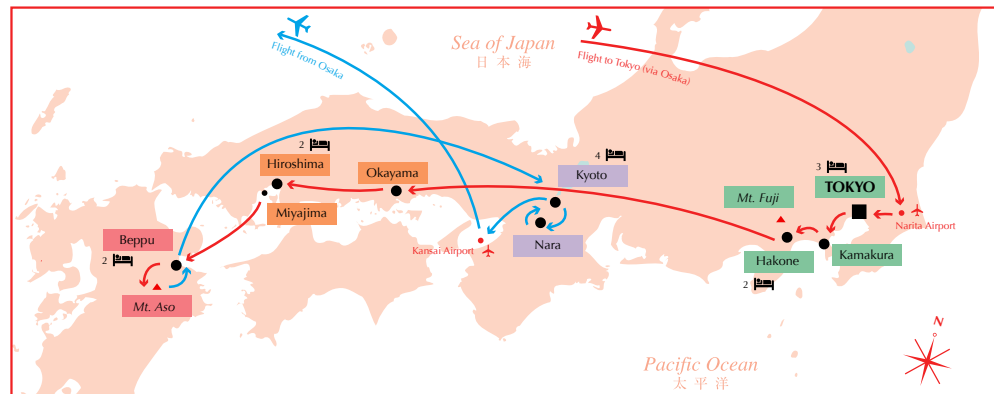 Sea of Japan
日本海
Flight from Osaka
Flight to Tokyo (via Osaka)
2
Hiroshima
Okayama
4
Kyoto
3
TOKYO
Mt. Fuji
Miyajima
Narita Airport
Beppu
Kansai Airport
Nara
Hakone
Kamakura
2
2
Mt. Aso
Pacific Ocean
太平洋
N